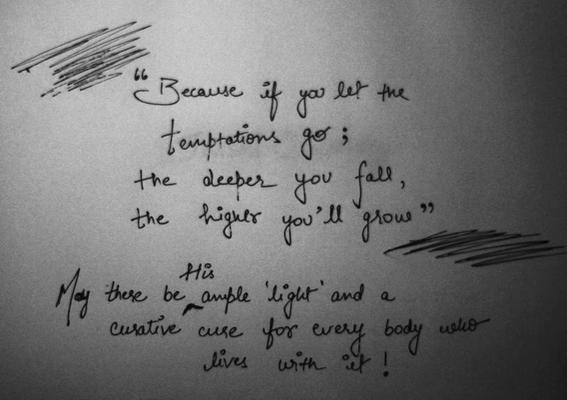 "Because if you let the
temptations go ;
the deeper you fall,
the higher you'll grow"
May there be His ample 'light' and a
curative cure for every body who
lives with it !